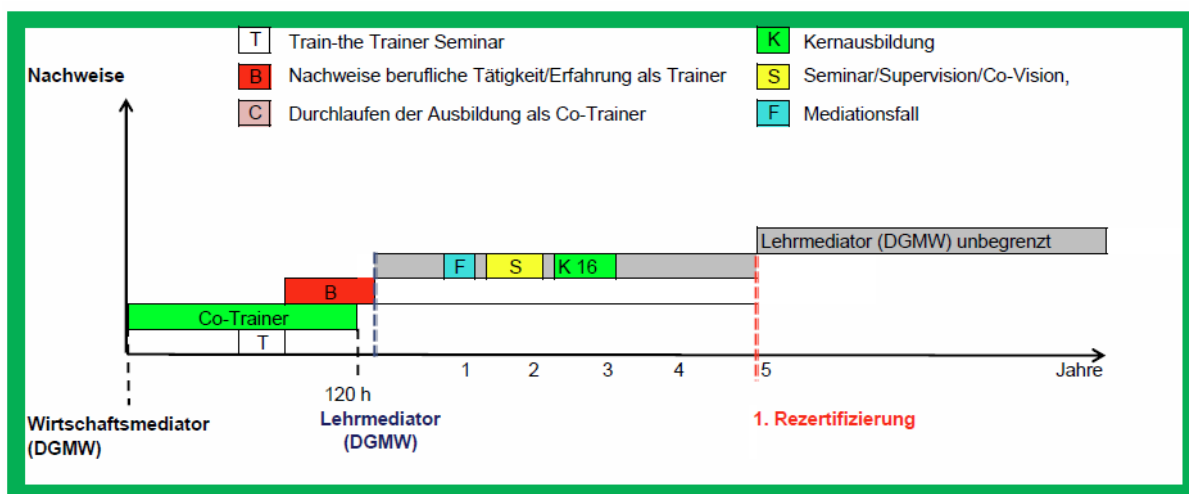 T Train-the Trainer Seminar
K Kernausbildung
Nachweise
B Nachweise berufliche Tätigkeit/Erfahrung als Trainer
S Seminar/Supervision/Co-Vision,
C Durchlaufen der Ausbildung als Co-Trainer
F Mediationsfall
Lehrmediator (DGMW) unbegrenzt
F S K 16
B
Co-Trainer
T
1 2 3 4 5 Jahre
120 h
Wirtschaftsmediator
(DGMW)
Lehrmediator
(DGMW)
1. Rezertifizierung